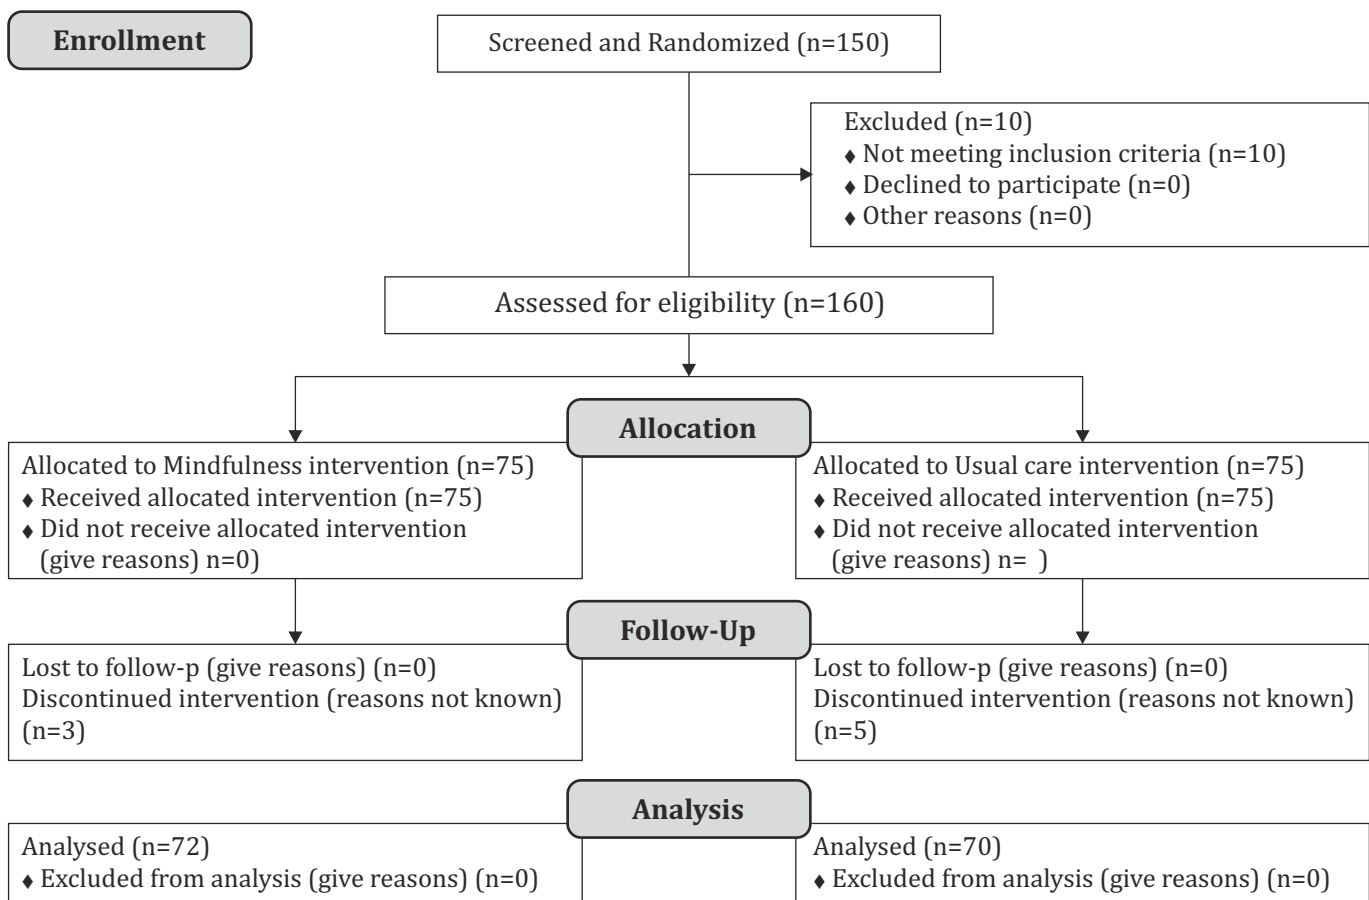 Enrollment
Screened and Randomized (n=150)
Excluded (n=10)
♦ Not meeting inclusion criteria (n=10)
♦ Declined to participate (n=0)
♦ Other reasons (n=0)
Assessed for eligibility (n=160)
Allocation
Allocated to Mindfulness intervention (n=75)
♦ Received allocated intervention (n=75)
♦ Did not receive allocated intervention
(give reasons) n=0)
Allocated to Usual care intervention (n=75)
♦ Received allocated intervention (n=75)
♦ Did not receive allocated intervention
(give reasons) n= )
Follow-Up
Lost to follow-p (give reasons) (n=0)
Discontinued intervention (reasons not known)
(n=3)
Lost to follow-p (give reasons) (n=0)
Discontinued intervention (reasons not known)
(n=5)
Analysis
Analysed (n=72)
♦ Excluded from analysis (give reasons) (n=0)
Analysed (n=70)
♦ Excluded from analysis (give reasons) (n=0)